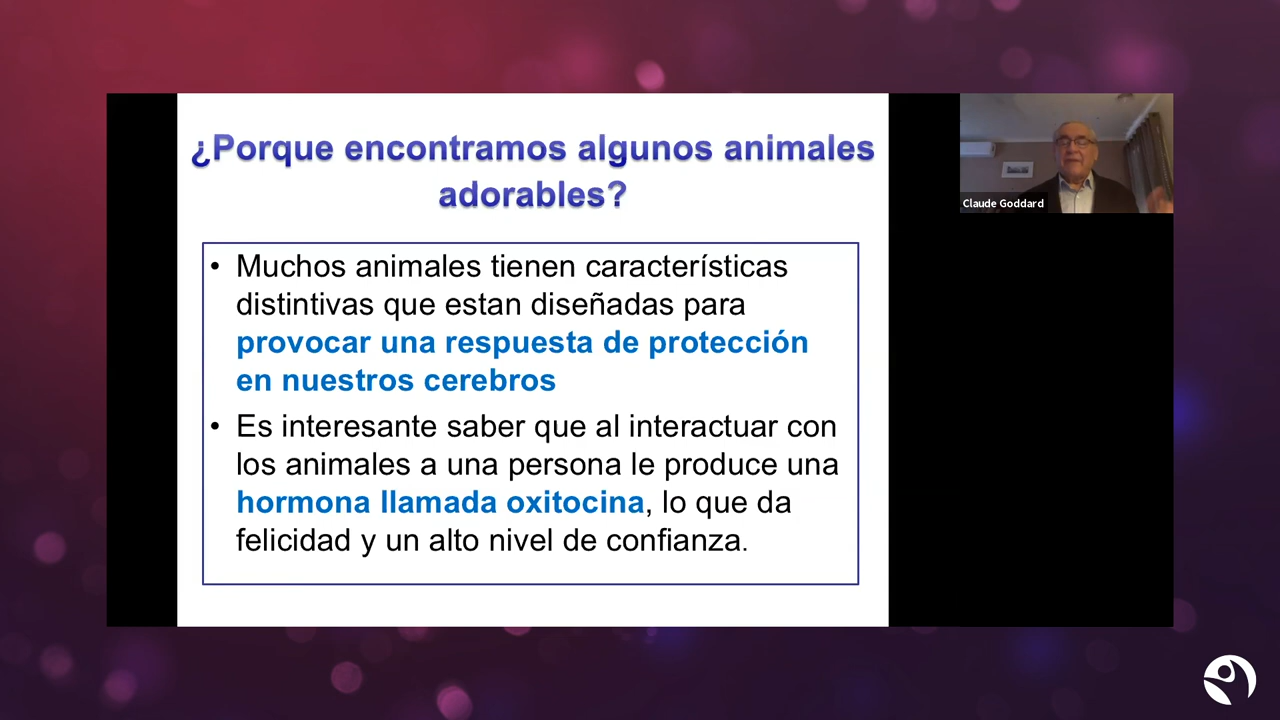 ¿Porque encontramos algunos animales
adorables?
• Muchos animales tienen características
distintivas que estan diseñadas para
provocar una respuesta de protección
en nuestros cerebros
• Es interesante saber que al interactuar con
los animales a una persona le produce una
hormona llamada oxitocina, lo que da
felicidad y un alto nivel de confianza.
Claude Goddard